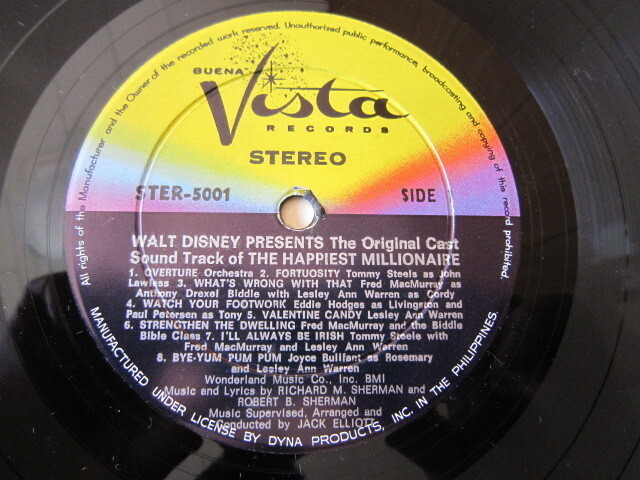 All rights of the Manufacturer and the Owner of the recorded work reserved. Unauthorized public performance, broadcasting and copying of this record prohibited.
BUENA
Vista
RECORDS
STEREO
STER-5001 SIDE
WALT DISNEY PRESENTS The Original Cast
Sound Track of THE HAPPIEST MILLIONAIRE
1. OVERTURE Orchestra 2. FORTUOSITY Tommy Steele as John
Lawless 3. WHAT'S WRONG WITH THAT Fred MacMurray as
Anthony Drexel Biddle with Lesley Ann Warren as Cordy
4. WATCH YOUR FOOTWORK Eddie Hodges as Livingston and
Paul Petersen as Tony 5. VALENTINE CANDY Lesley Ann Warren
6. STRENGTHEN THE DWELLING Fred MacMurray and the Biddle
Bible Class 7. I'LL ALWAYS BE IRISH Tommy Steele with
Fred MacMurray and Lesley Ann Warren
8. BYE-YUM PUM PUM Joyce Bulifant as Rosemary
and Lesley Ann Warren
Wonderland Music Co., Inc. BMI
Music and Lyrics by RICHARD M. SHERMAN and
ROBERT B. SHERMAN
Music Supervised, Arranged and
Conducted by JACK ELLIOTT
MANUFACTURED UNDER LICENSE BY DYNA PRODUCTS, INC. IN THE PHILIPPINES